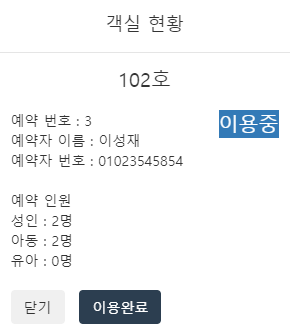 객실 현황
102호
이용중
예약 번호 : 3
예약자 이름 : 이성재
예약자 번호 : 01023545854
예약 인원
성인 : 2명
아동 : 2명
유아 : 0명
닫기
이용완료